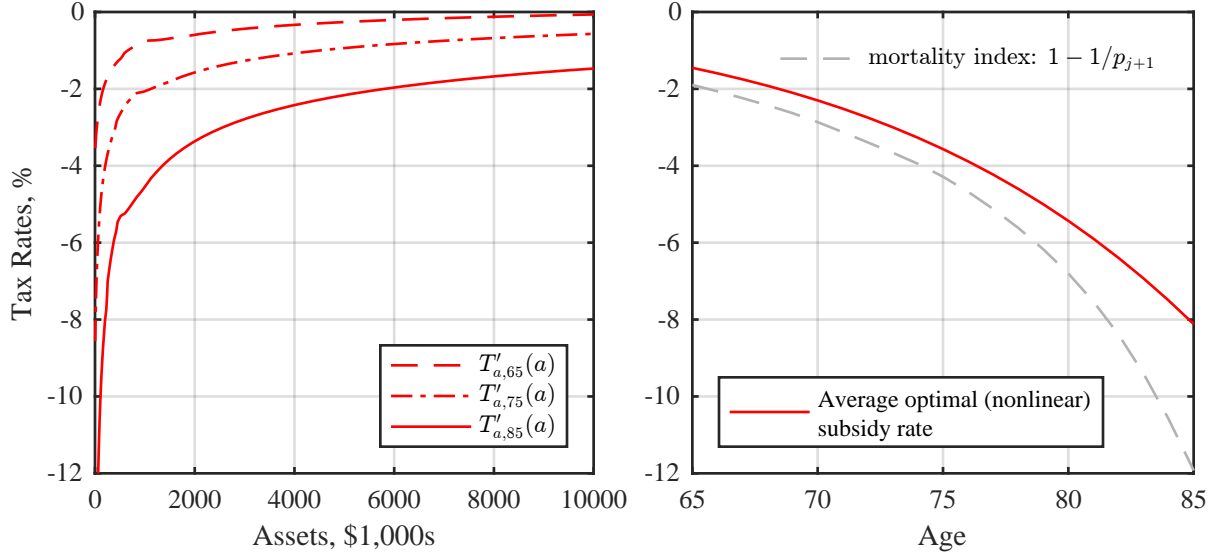 Tax Rates, %
0
-2
-4
-6
-8
-10
-12
0
2000
4000
6000
8000
10000
Assets, $1,000s
T′a,65(a)
T′a,75(a)
T′a,85(a)
0
-2
-4
-6
-8
-10
-12
65
70
75
80
85
Age
mortality index: 1 − 1/pj+1
Average optimal (nonlinear)
subsidy rate